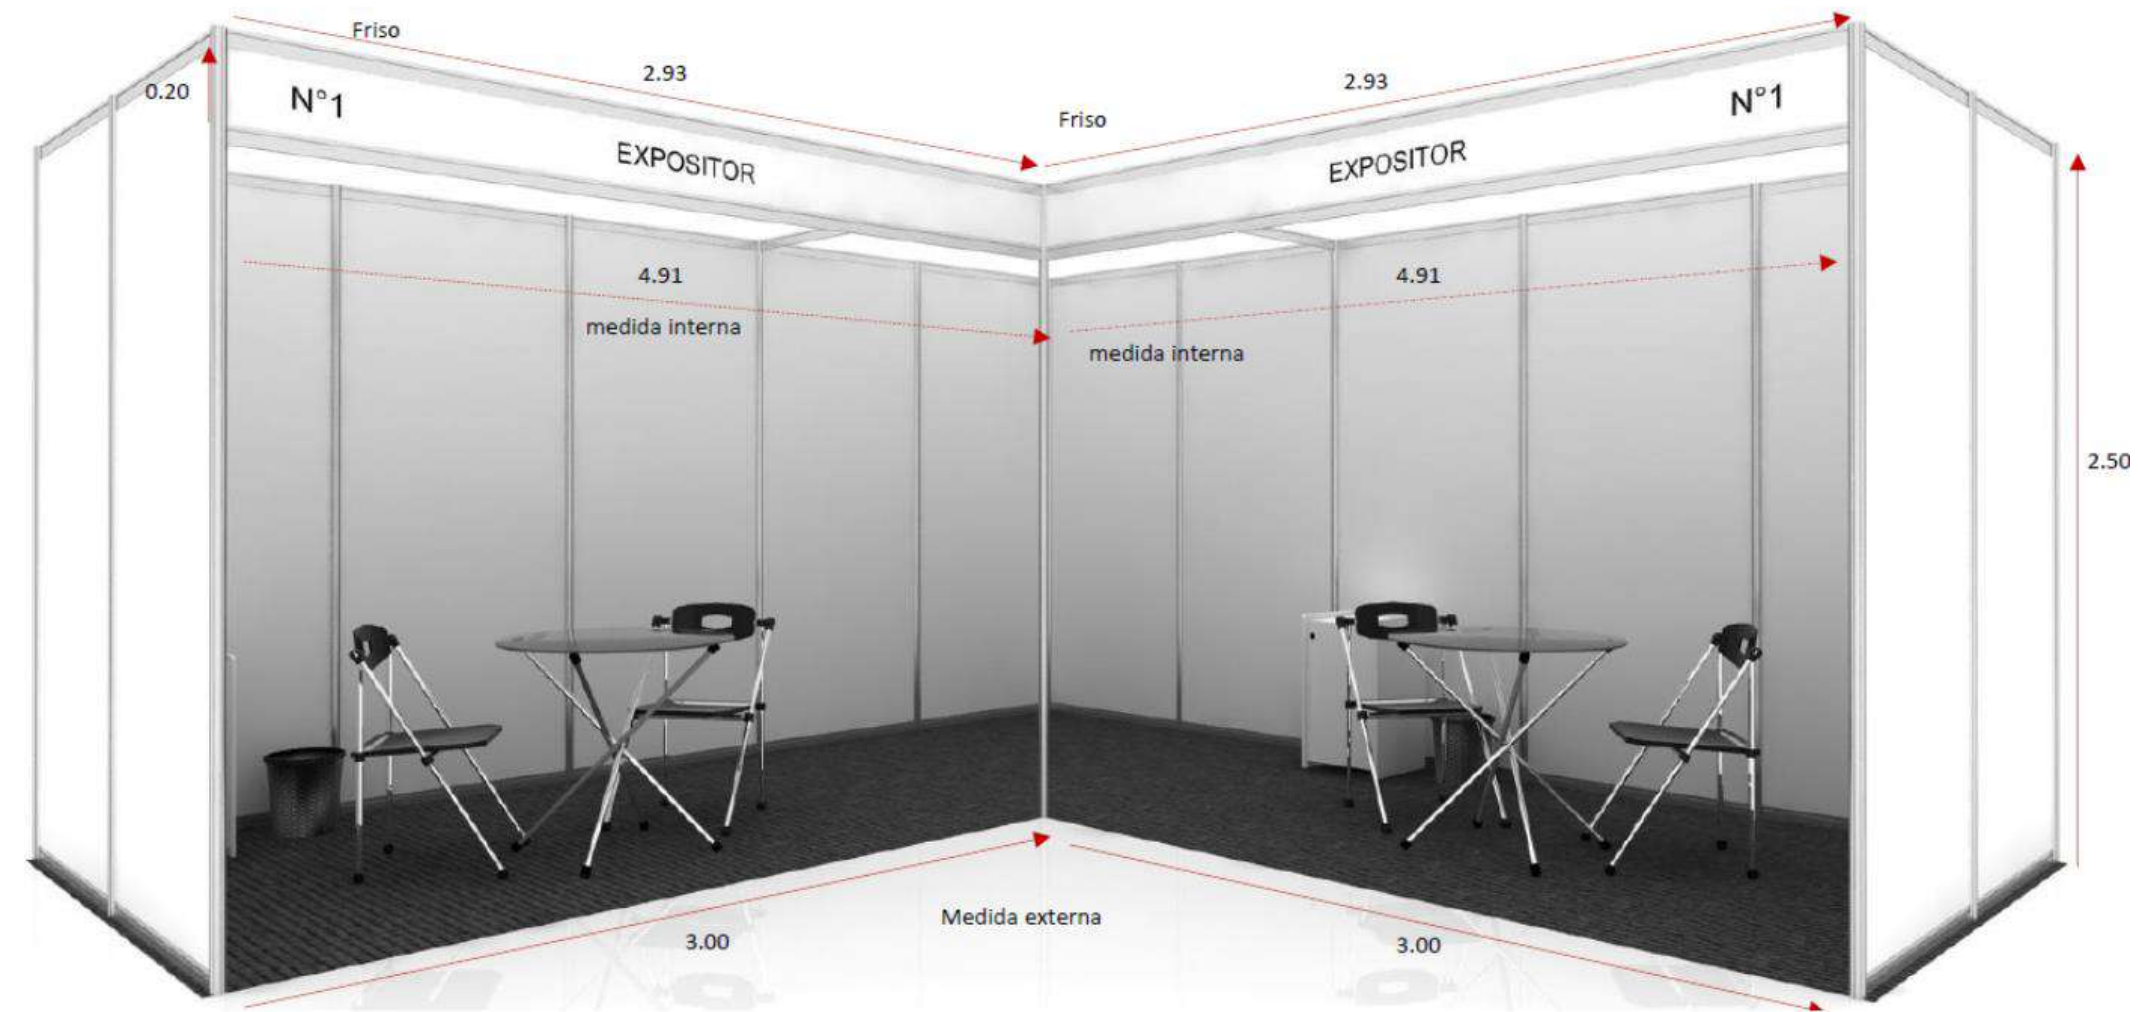 Friso
2.93
0.20
N°1
EXPOSITOR
Friso
2.93
N°1
EXPOSITOR
4.91
medida interna
4.91
medida interna
2.50
Medida externa
3.00
3.00